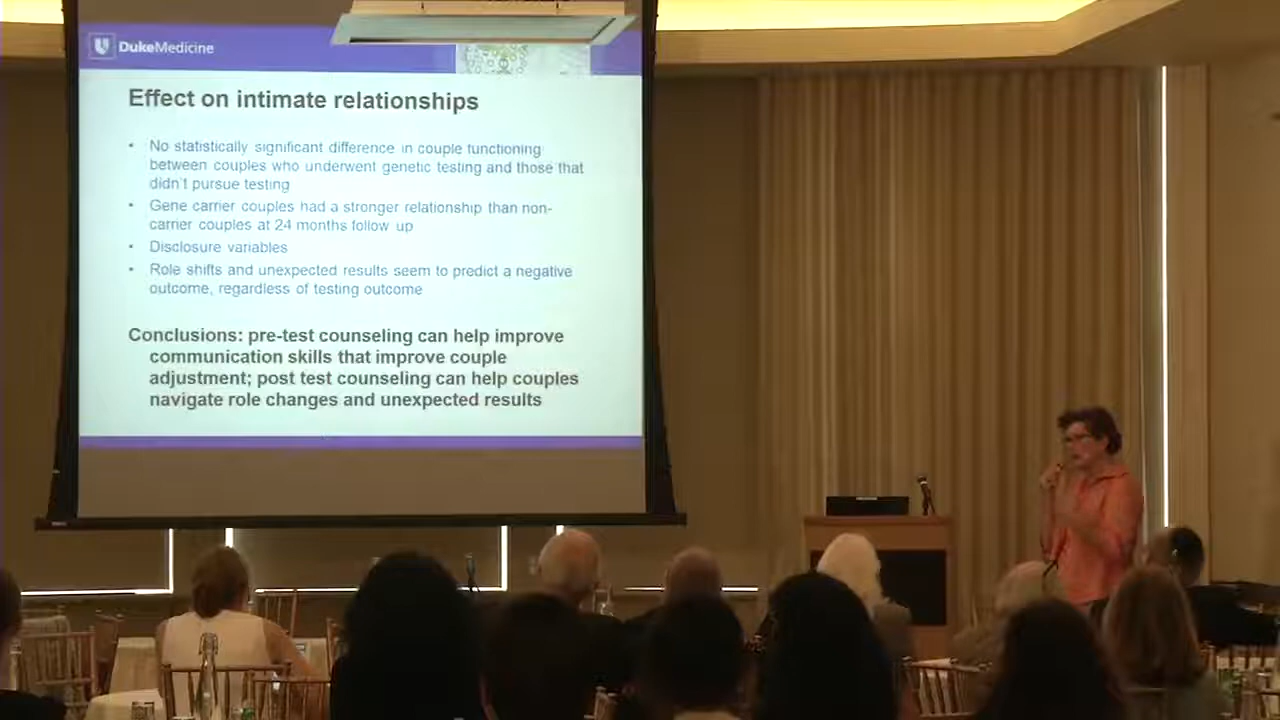 DukeMedicine
Effect on intimate relationships
• No statistically significant difference in couple functioning
between couples who underwent genetic testing and those that
didn't pursue testing
• Gene carrier couples had a stronger relationship than non-
carrier couples at 24 months follow up
• Disclosure variables
• Role shifts and unexpected results seem to predict a negative
outcome, regardless of testing outcome
Conclusions: pre-test counseling can help improve
communication skills that improve couple
adjustment; post test counseling can help couples
navigate role changes and unexpected results